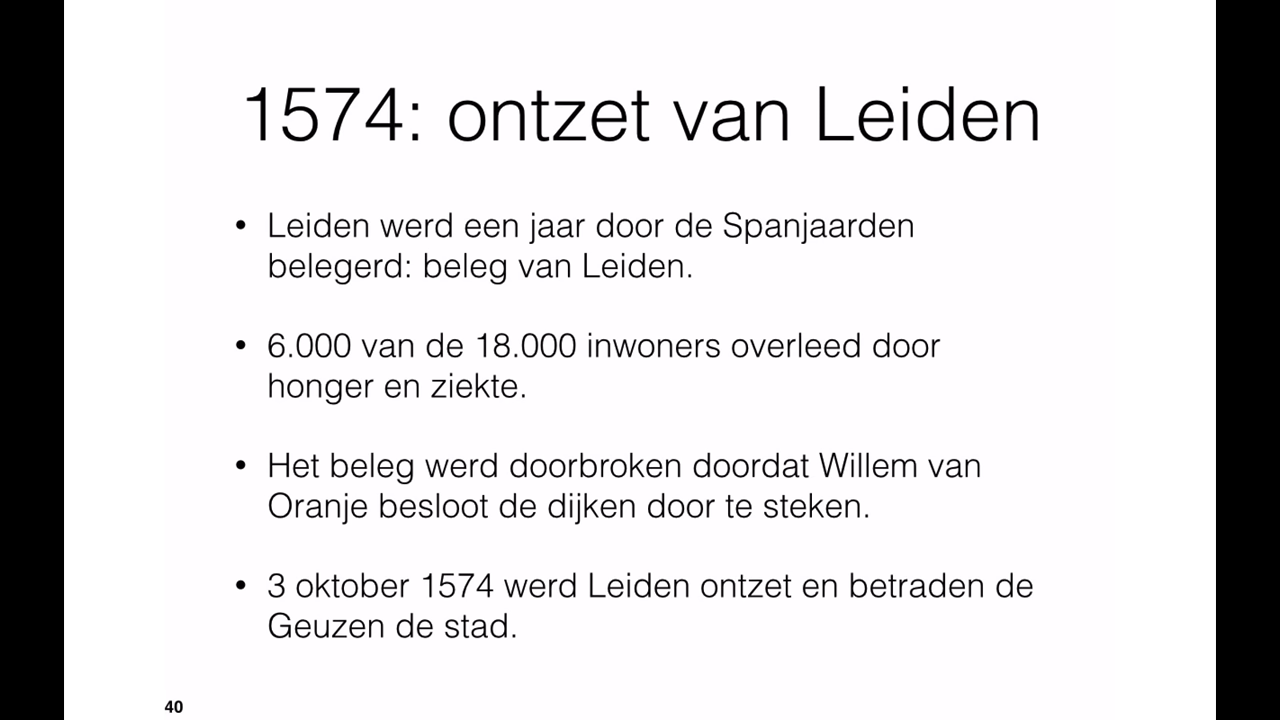 1574: ontzet van Leiden
• Leiden werd een jaar door de Spanjaarden
belegerd: beleg van Leiden.
• 6.000 van de 18.000 inwoners overleed door
honger en ziekte.
• Het beleg werd doorbroken doordat Willem van
Oranje besloot de dijken door te steken.
• 3 oktober 1574 werd Leiden ontzet en betraden de
Geuzen de stad.
40